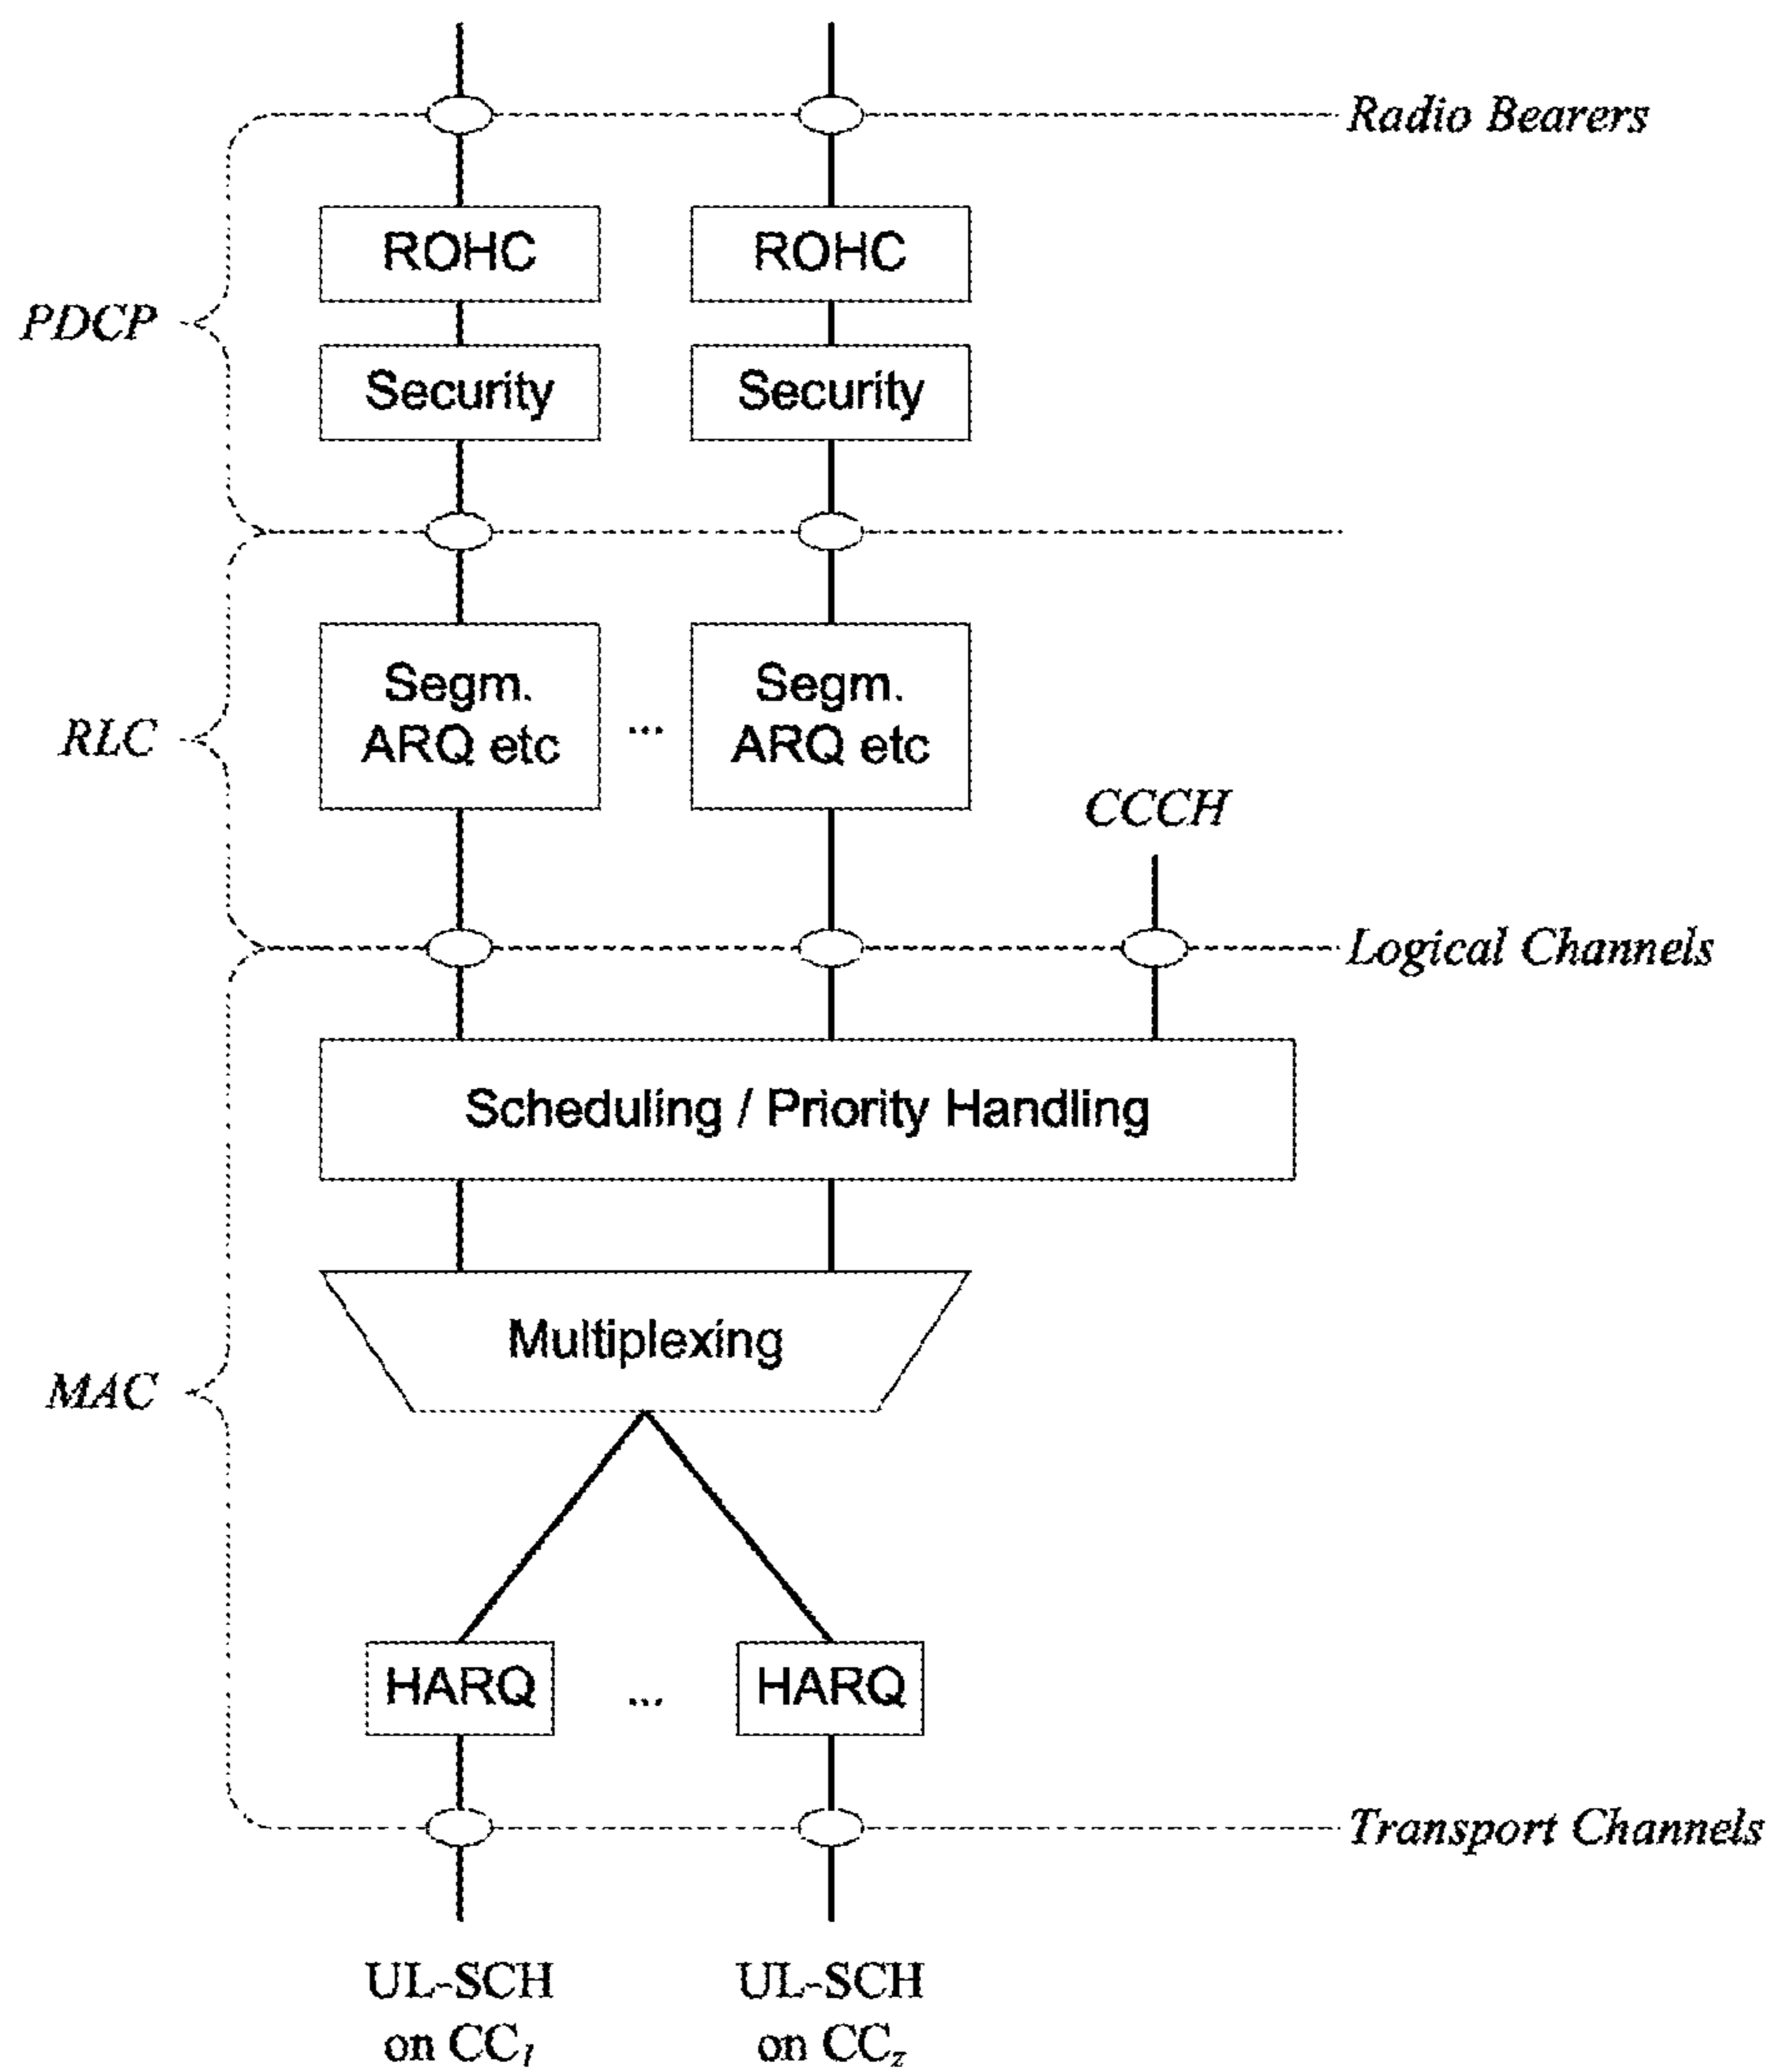 Radio Bearers
ROHC
ROHC
PDCP
Security
Security
Segm.
ARQ etc
...
Segm.
ARQ etc
RLC
CCCH
Logical Channels
Scheduling / Priority Handling
Multiplexing
MAC
HARQ
...
HARQ
Transport Channels
UL-SCH
on CC1
UL-SCH
on CCz